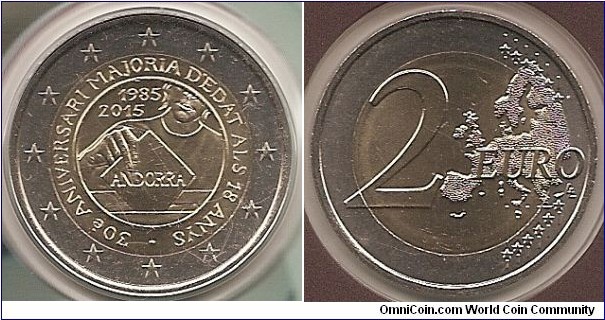 30è ANIVERSARI MAJORIA D'EDAT ALS 18 ANYS
1985
2015
ANDORRA
2 EURO
OmniCoin.com World Coin Community